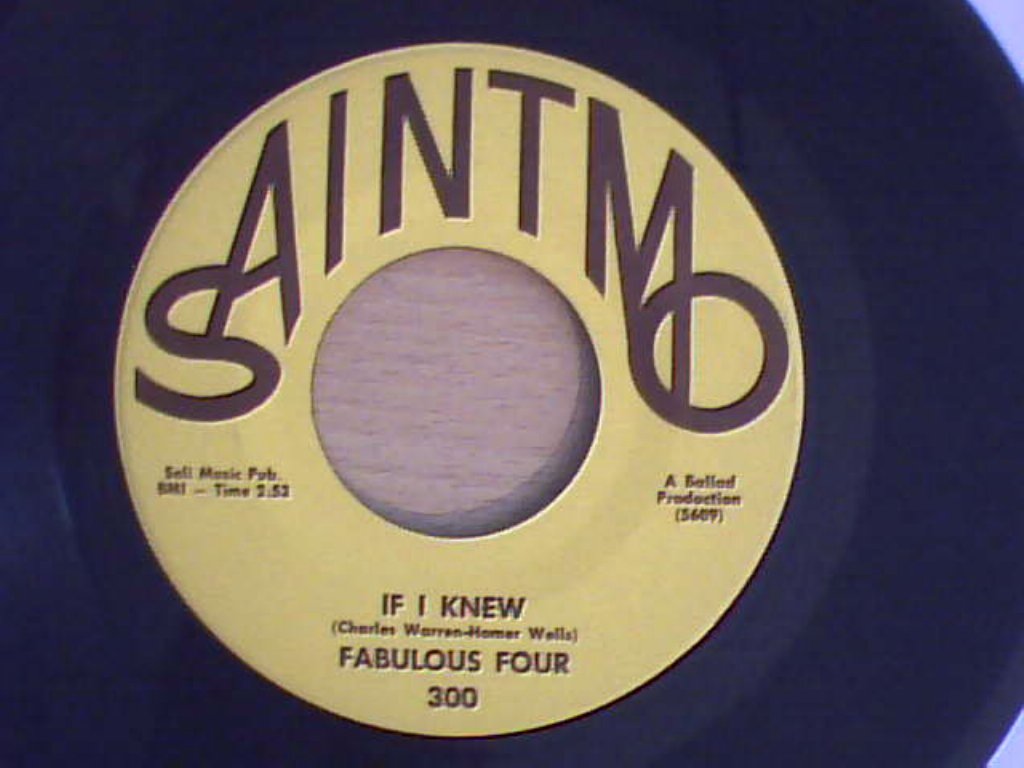 SAINTMO
Sell Music Pub.
BMI — Time 2:53
A Ballad
Production
(5609)
IF I KNEW
(Charles Warren-Homer Wells)
FABULOUS FOUR
300